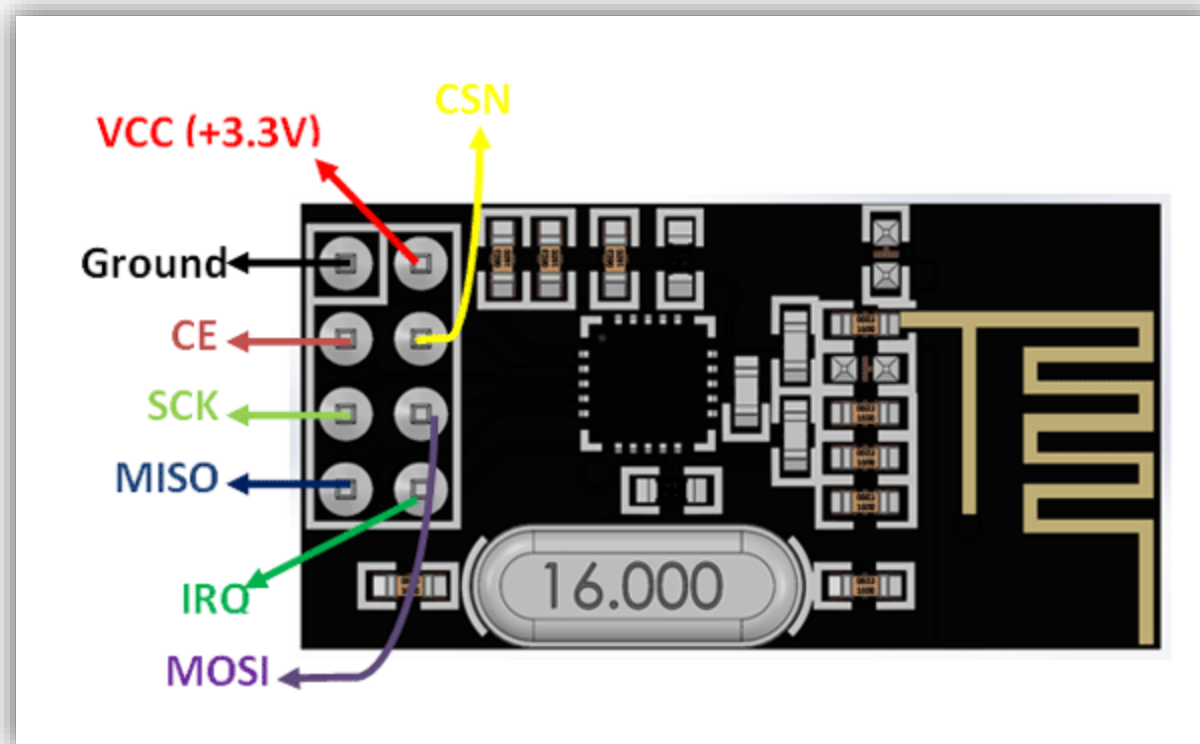 CSN
VCC (+3.3V)
Ground
CE
SCK
MISO
IRQ
MOSI
16.000